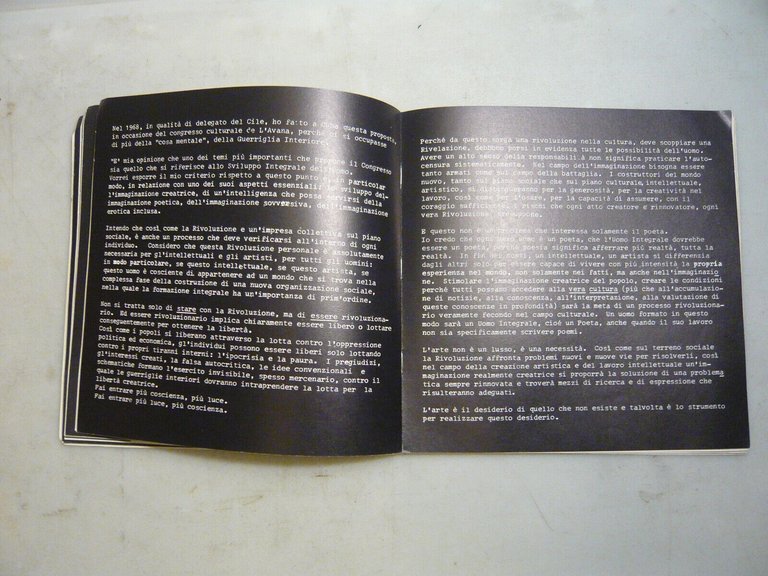 Nel 1968, in qualità di delegato del Cile, ho fatto a Cuba questa proposta,
in occasione del congresso culturale de L'Avana, perché ci si occupasse
di più della "cosa mentale", della Guerriglia Interiore.
"E' mia opinione che uno dei temi più importanti che propone il Congresso
sia quello che si riferisce allo Sviluppo Integrale dell'Uomo.
Vorrei esporre il mio criterio rispetto a questo punto in particolar
modo, in relazione con uno dei suoi aspetti essenziali: lo sviluppo del-
l'immaginazione creatrice, di un'intelligenza che possa servirsi della
immaginazione poetica, dell'immaginazione sovversiva, dell'immaginazione
erotica inclusa.
Intendo che così come la Rivoluzione e un'impresa collettiva sul piano
sociale, è anche un processo che deve verificarsi all'interno di ogni
individuo. Considero che questa Rivoluzione personale è assolutamente
necessaria per gl'intellettuali e gli artisti, per tutti gli uomini;
in modo particolare, se questo intellettuale, se questo artista, se
questo uomo è cosciente di appartenere ad un mondo che si trova nella
complessa fase della costruzione di una nuova organizzazione sociale,
nella quale la formazione integrale ha un'importanza di prim'ordine.
Non si tratta solo di stare con la Rivoluzione, ma di essere rivoluziona-
rio. Ed essere rivoluzionario implica chiaramente essere libero o lottare
conseguentemente per ottenere la libertà.
Così come i popoli si liberano attraverso la lotta contro l'oppressione
politica ed economica, gl'individui possono essere liberi solo lottando
contro i propri tiranni interni: l'ipocrisia e la paura. I pregiudizi,
gl'interessi creati, la falsa autocritica, le idee convenzionali e
schematiche formano l'esercito invisibile, spesso mercenario, contro il
quale le guerriglie interiori dovranno intraprendere la lotta per la
libertà creatrice.
Fai entrare più coscienza, più luce.
Fai entrare più luce, più coscienza.
Perché da questo sorga una rivoluzione nella cultura, deve scoppiare una
Rivelazione, debbono porsi in evidenza tutte le possibilità dell'uomo.
Avere un alto senso della responsabilità non significa praticare l'auto-
censura sistematicamente. Nel campo dell'immaginazione bisogna essere
tanto armati come sul campo della battaglia. I costruttori del mondo
nuovo, tanto sul piano sociale che sul piano culturale, intellettuale,
artistico, si distingueranno per la generosità, per la creatività nel
lavoro, così come per l'osare, per la capacità di assumere, con il
coraggio sufficiente, i rischi che ogni atto creatore e rinnovatore, ogni
vera Rivoluzione, presuppone.
E questo non è un problema che interessa solamente il poeta.
Io credo che ogni vero uomo è un poeta, che l'Uomo Integrale dovrebbe
essere un poeta, perché poesia significa afferrare più realtà, tutta la
realtà. In fin dei conti, un intellettuale, un artista si differenzia
dagli altri solo per essere capace di vivere con più intensità la propria
esperienza nel mondo, non solamente nei fatti, ma anche nell'immaginazio
ne. Stimolare l'immaginazione creatrice del popolo, creare le condizioni
perché tutti possano accedere alla vera cultura (più che all'accumulazio-
ne di notizie, alla conoscenza, all'interpretazione, alla valutazione di
queste conoscenze in profondità) sarà la meta di un processo rivoluziona-
rio veramente fecondo nel campo culturale. Un uomo formato in questo
modo sarà un Uomo Integrale, cioè un Poeta, anche quando il suo lavoro
non sia specificamente scrivere poemi.
L'arte non è un lusso, è una necessità. Così come sul terreno sociale
la Rivoluzione affronta problemi nuovi e nuove vie per risolverli, così
nel campo della creazione artistica e del lavoro intellettuale un'im-
maginazione realmente creatrice si proporrà la soluzione di una problema
tica sempre rinnovata e troverà mezzi di ricerca e di espressione che
risulteranno adeguati.
L'arte è il desiderio di quello che non esiste e talvolta è lo strumento
per realizzare questo desiderio.